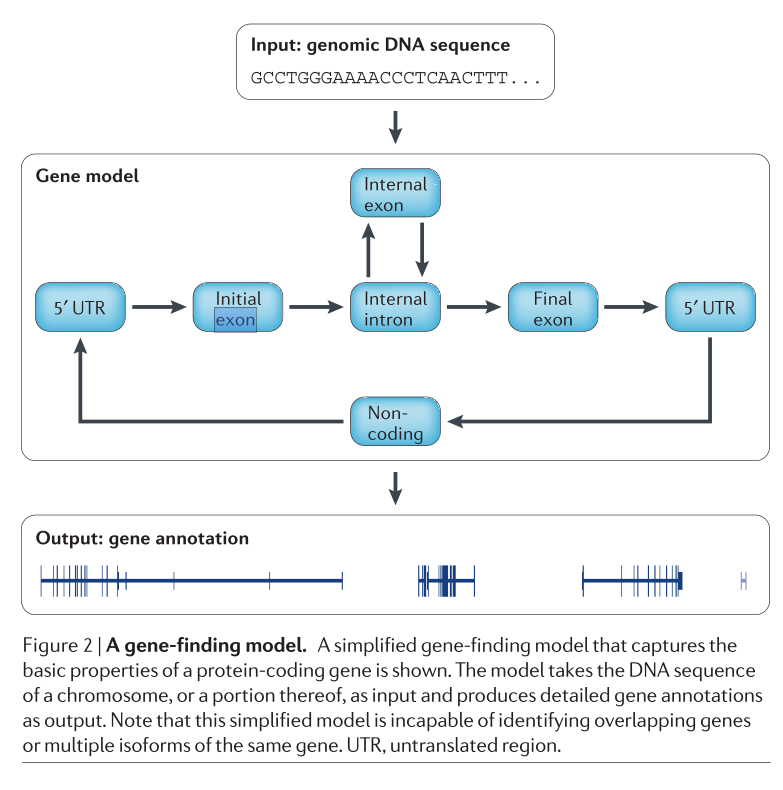 Input: genomic DNA sequence
GCCTGGGAAAACCCTCAACTTT...
Gene model
Internal
exon
5′ UTR
Initial
exon
Internal
intron
Final
exon
5′ UTR
Non-
coding
Output: gene annotation
Figure 2 | A gene-finding model. A simplified gene-finding model that captures the
basic properties of a protein-coding gene is shown. The model takes the DNA sequence
of a chromosome, or a portion thereof, as input and produces detailed gene annotations
as output. Note that this simplified model is incapable of identifying overlapping genes
or multiple isoforms of the same gene. UTR, untranslated region.